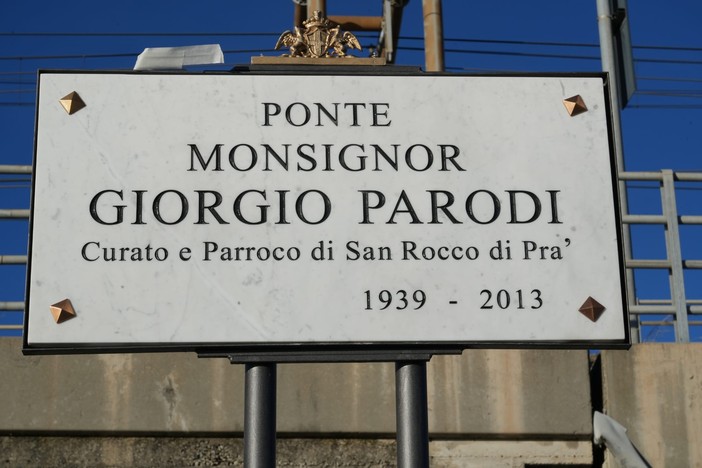 PONTE
MONSIGNOR
GIORGIO PARODI
Curato e Parroco di San Rocco di Pra’
1939 - 2013